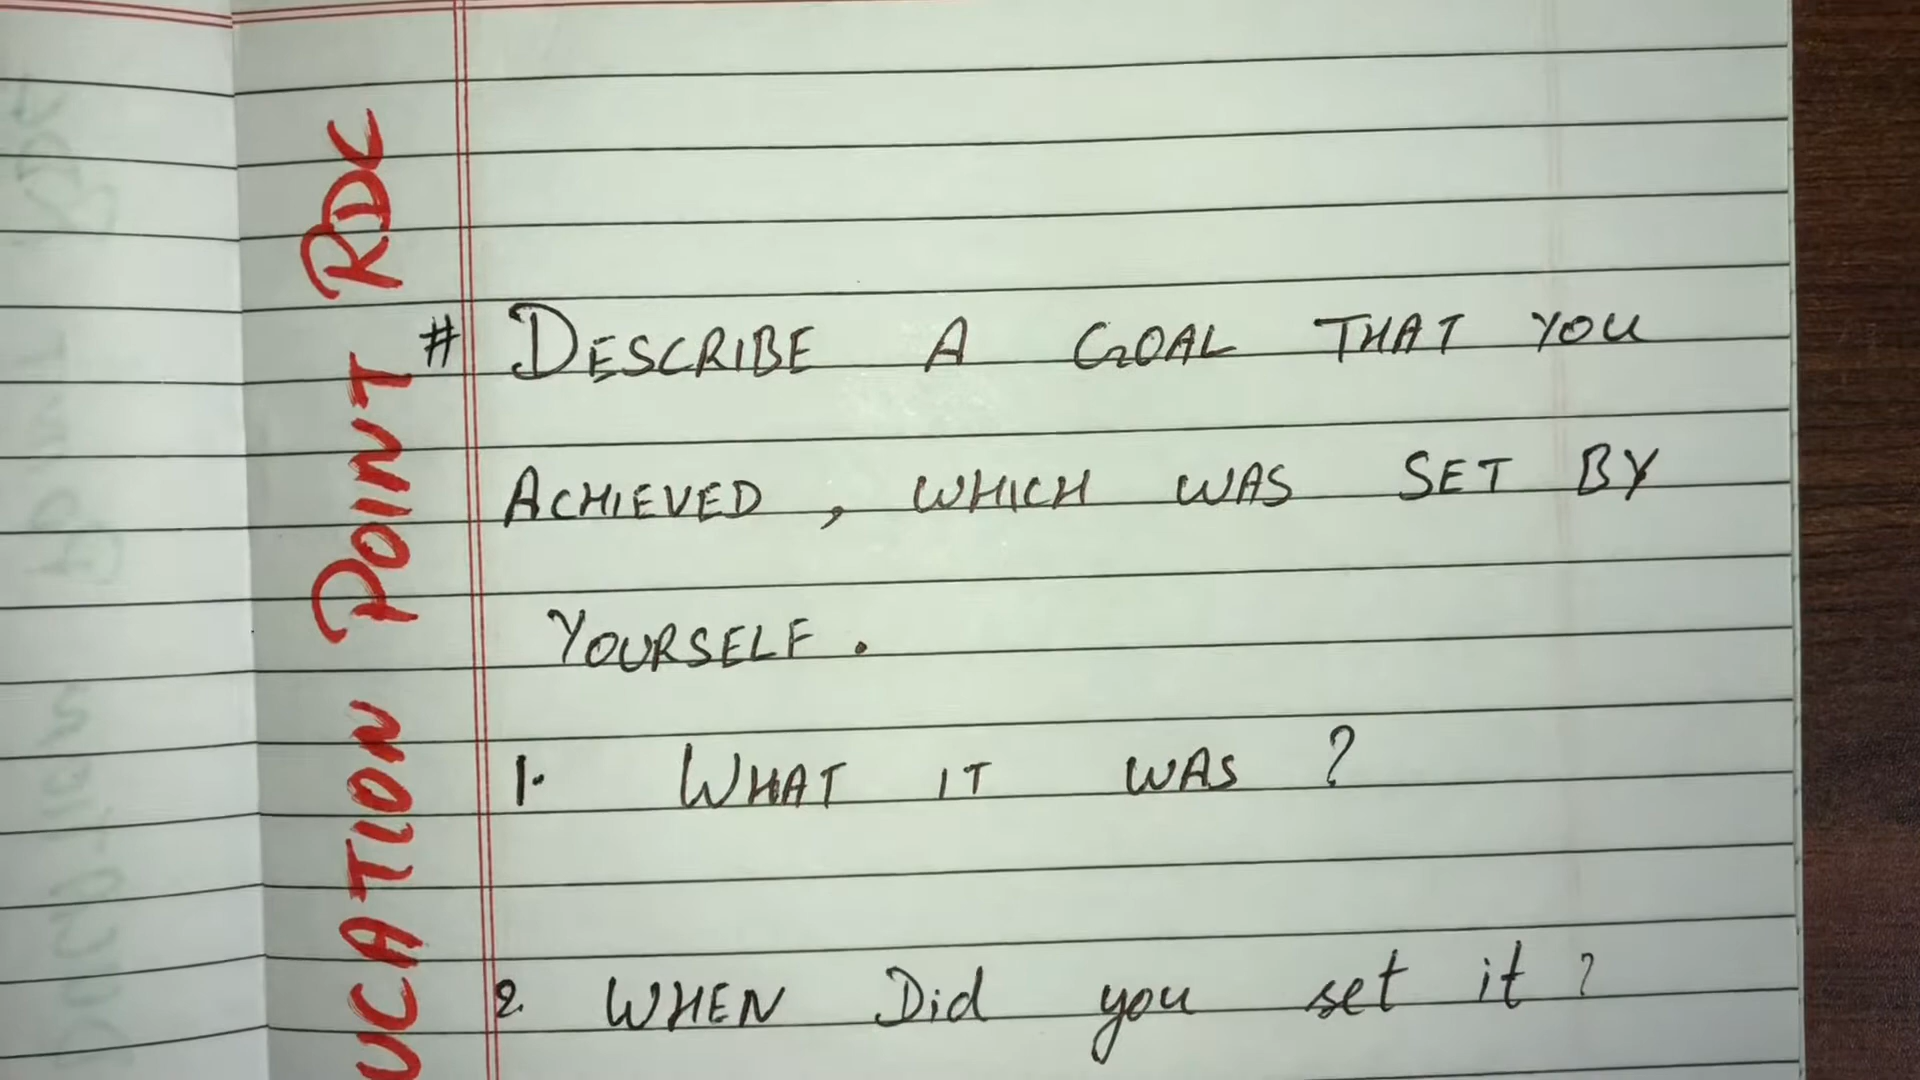 # DESCRIBE A GOAL THAT YOU
ACHIEVED, WHICH WAS SET BY
YOURSELF.
1. WHAT IT WAS ?
2. WHEN Did you set it ?
UCATION POINT RDC